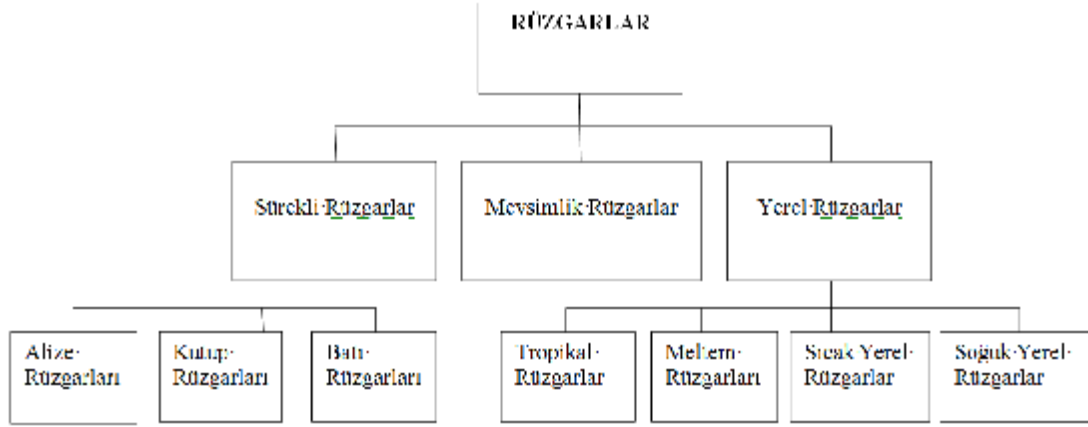 RÜZGARLAR
Sürekli Rüzgarlar
Mevsimlik Rüzgarlar
Yerel Rüzgarlar
Alize
Rüzgarları
Kutup
Rüzgarları
Batı
Rüzgarları
Tropikal
Rüzgarlar
Meltem
Rüzgarları
Sıcak Yerel
Rüzgarlar
Soğuk Yerel
Rüzgarlar